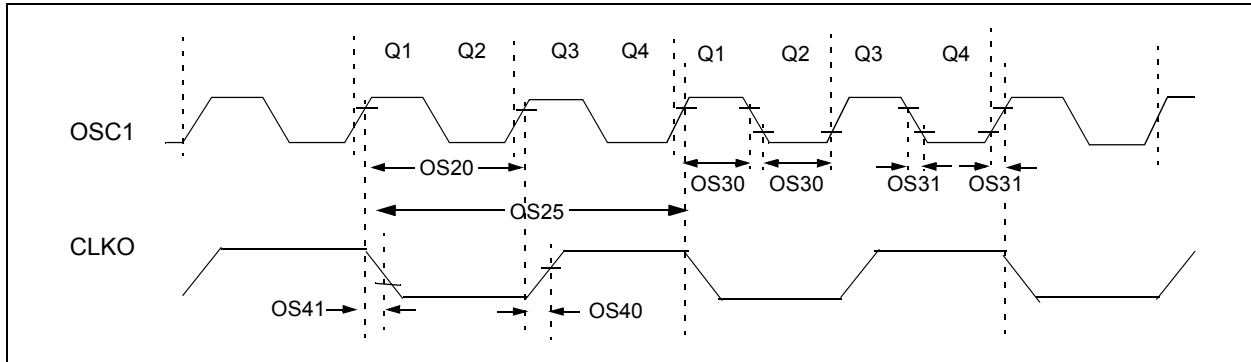 Q1 Q2 Q3 Q4 Q1 Q2 Q3 Q4
OSC1
OS20
OS30 OS30
OS31 OS31
OS25
CLKO
OS41
OS40